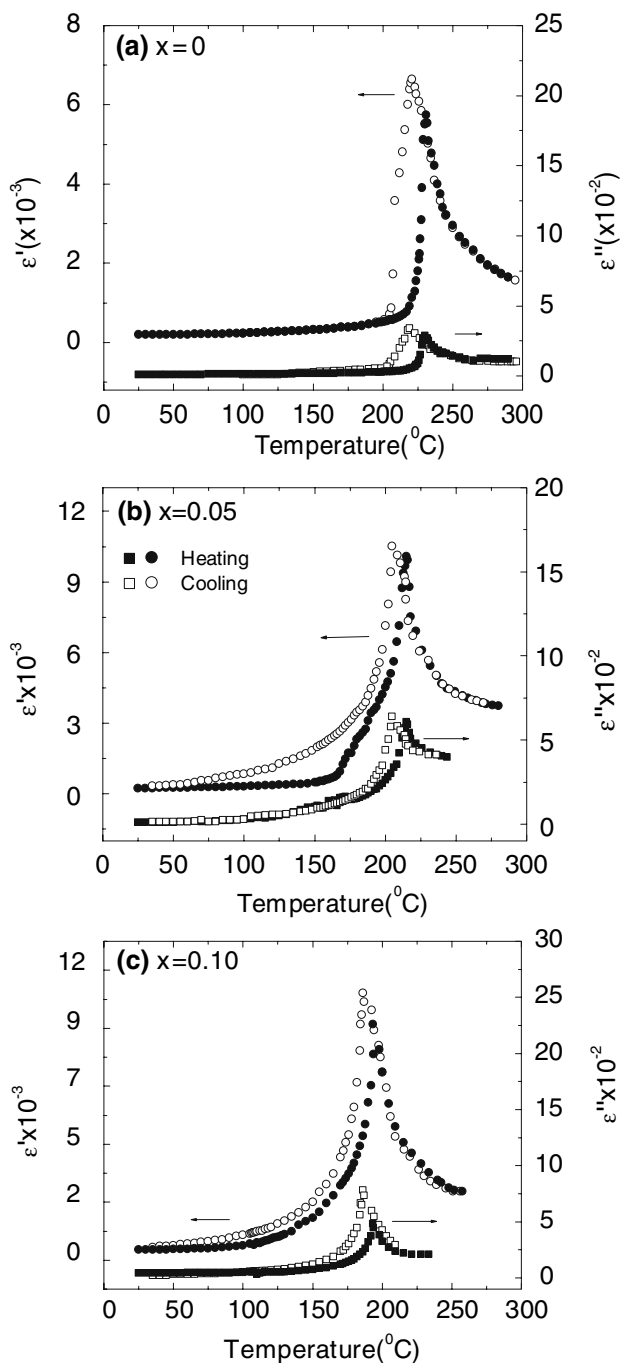 (a) x=0
8
6
4
2
0
ε'(x10⁻³)
25
20
15
10
5
0
ε''(x10⁻²)
0 50 100 150 200 250 300
Temperature(⁰C)
(b) x=0.05
Heating
Cooling
12
9
6
3
0
ε'x10⁻³
20
15
10
5
0
ε''x10⁻²
0 50 100 150 200 250 300
Temperature(⁰C)
(c) x=0.10
12
9
7
5
2
0
ε'x10⁻³
30
25
20
15
10
5
0
ε''x10⁻²
0 50 100 150 200 250 300
Temperature(⁰C)